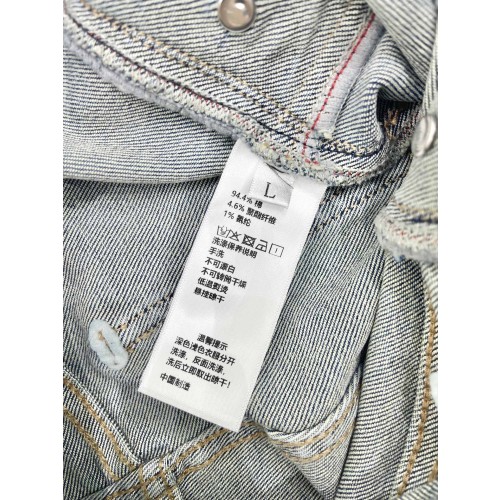 L
94.4% 棉
4.6% 聚酯纤维
1% 氨纶
洗涤保养说明
手洗
不可漂白
不可转筒干燥
低温熨烫
悬挂晾干
温馨提示
深色浅色衣服分开
洗涤，反面洗涤，
洗后立即取出晾干！
中国制造